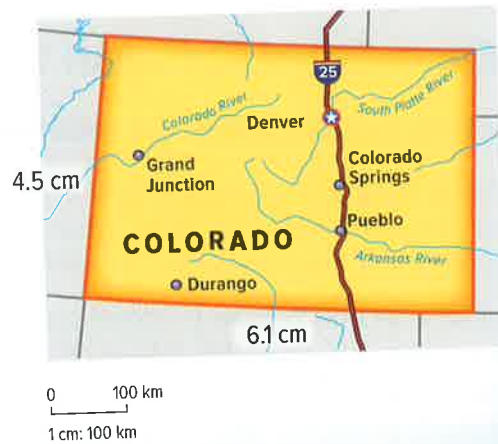 25
Colorado River
South Platte River
Denver
Grand
Junction
Colorado
Springs
4.5 cm
Pueblo
COLORADO
Arkansas River
Durango
6.1 cm
0 100 km
1 cm: 100 km